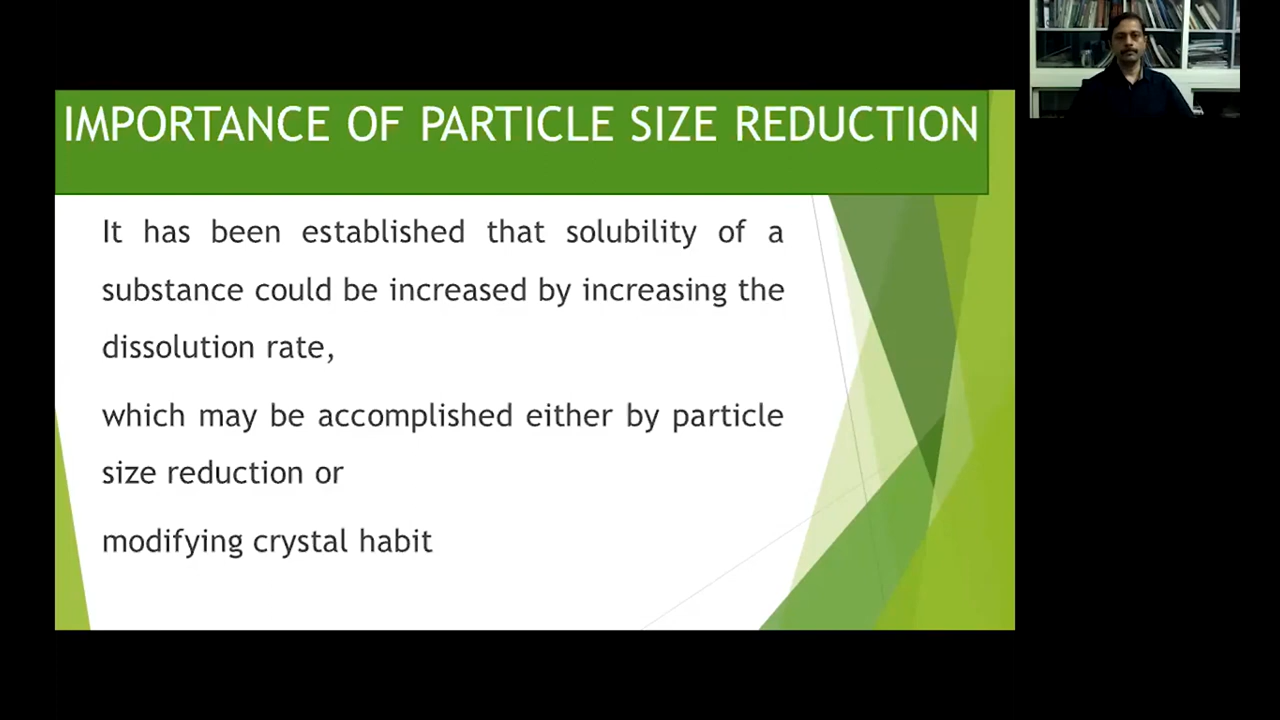 IMPORTANCE OF PARTICLE SIZE REDUCTION
It has been established that solubility of a
substance could be increased by increasing the
dissolution rate,
which may be accomplished either by particle
size reduction or
modifying crystal habit